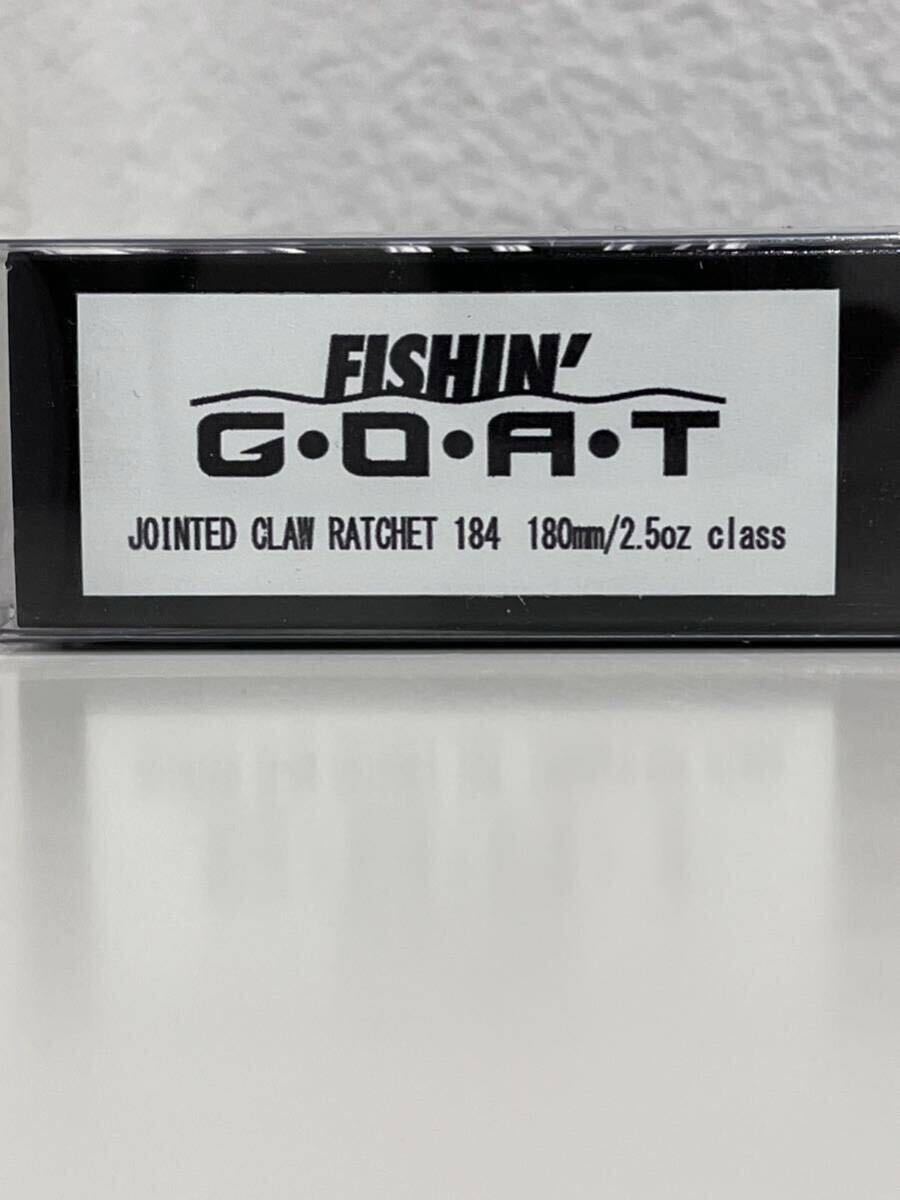 FISHIN'
G・O・A・T
JOINTED CLAW RATCHET 184 180mm/2.5oz class